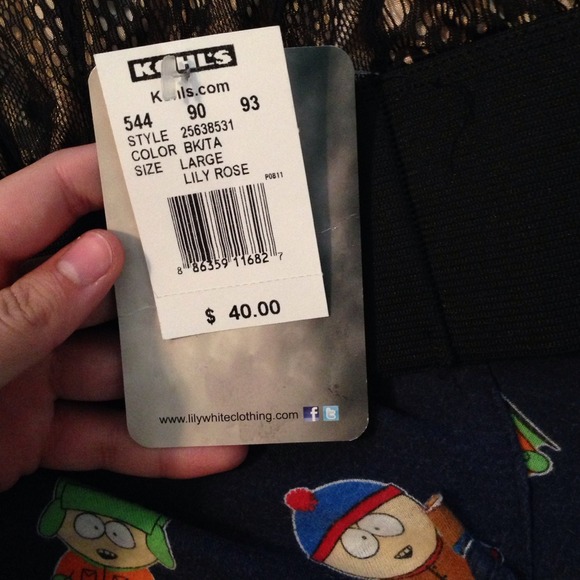 KOHL'S
Kohls.com
544 90 93
STYLE 25638531
COLOR BK/TA
SIZE LARGE
LILY ROSE
P0811
8 86359 11682 7
$ 40.00
www.lilywhiteclothing.com f